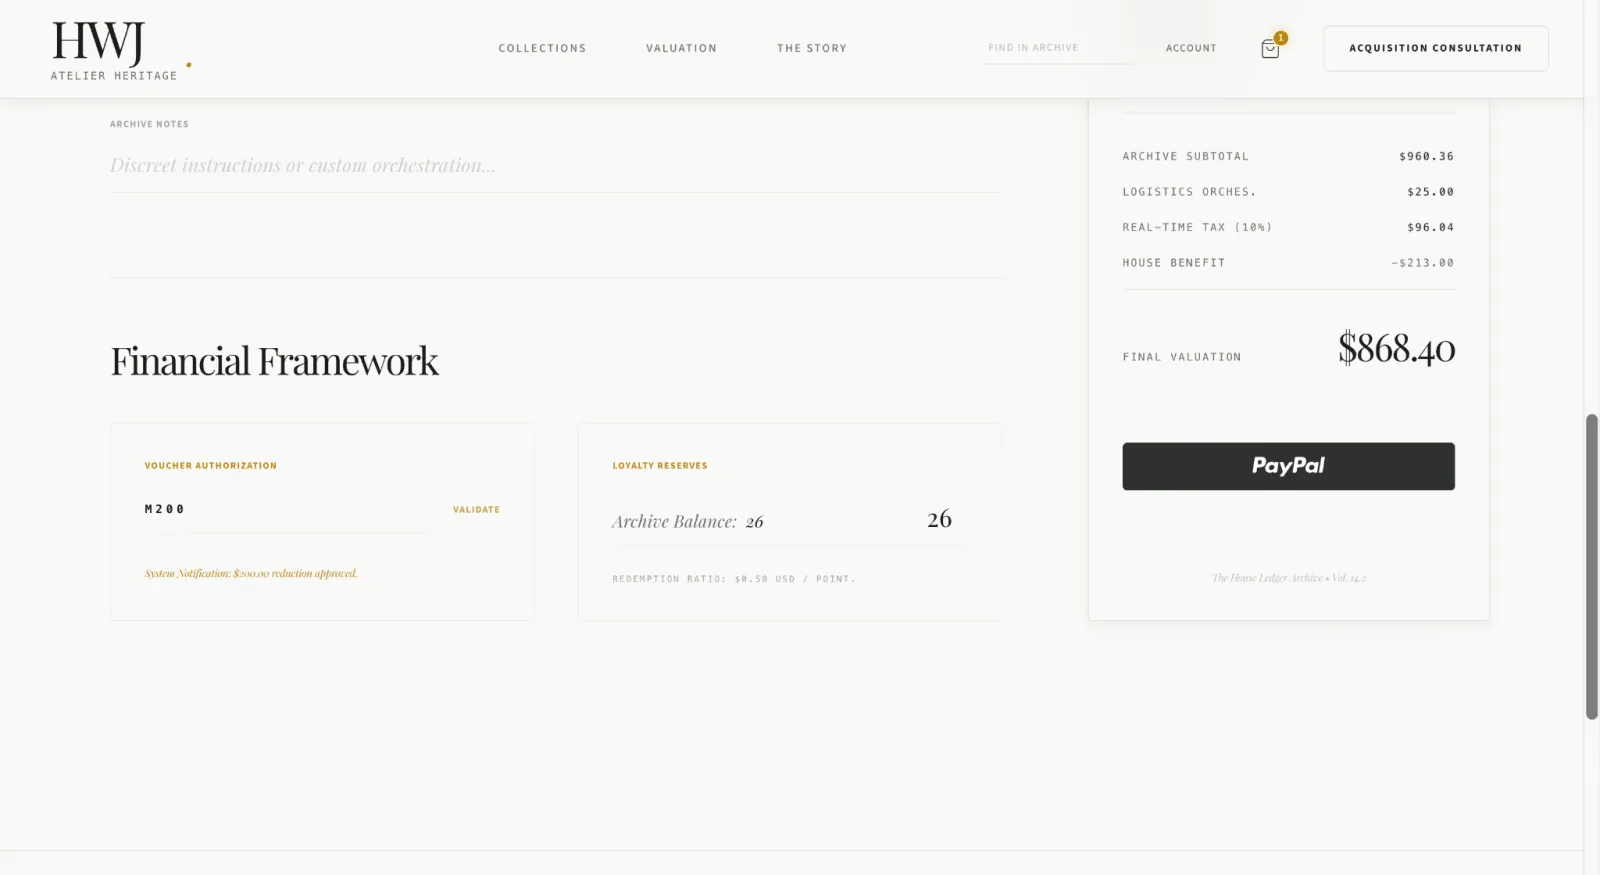 HWJ
ATELIER HERITAGE
COLLECTIONS
VALUATION
THE STORY
FIND IN ARCHIVE
ACCOUNT
1
ACQUISITION CONSULTATION
ARCHIVE NOTES
Discreet instructions or custom orchestration...
Financial Framework
VOUCHER AUTHORIZATION
M200
VALIDATE
System Notification: $200.00 reduction approved.
LOYALTY RESERVES
Archive Balance: 26
26
REDEMPTION RATIO: $0.50 USD / POINT.
ARCHIVE SUBTOTAL $960.36
LOGISTICS ORCHES. $25.00
REAL-TIME TAX (10%) $96.04
HOUSE BENEFIT -$213.00
FINAL VALUATION $868.40
PayPal
The House Ledger Archive • Vol. 14.2